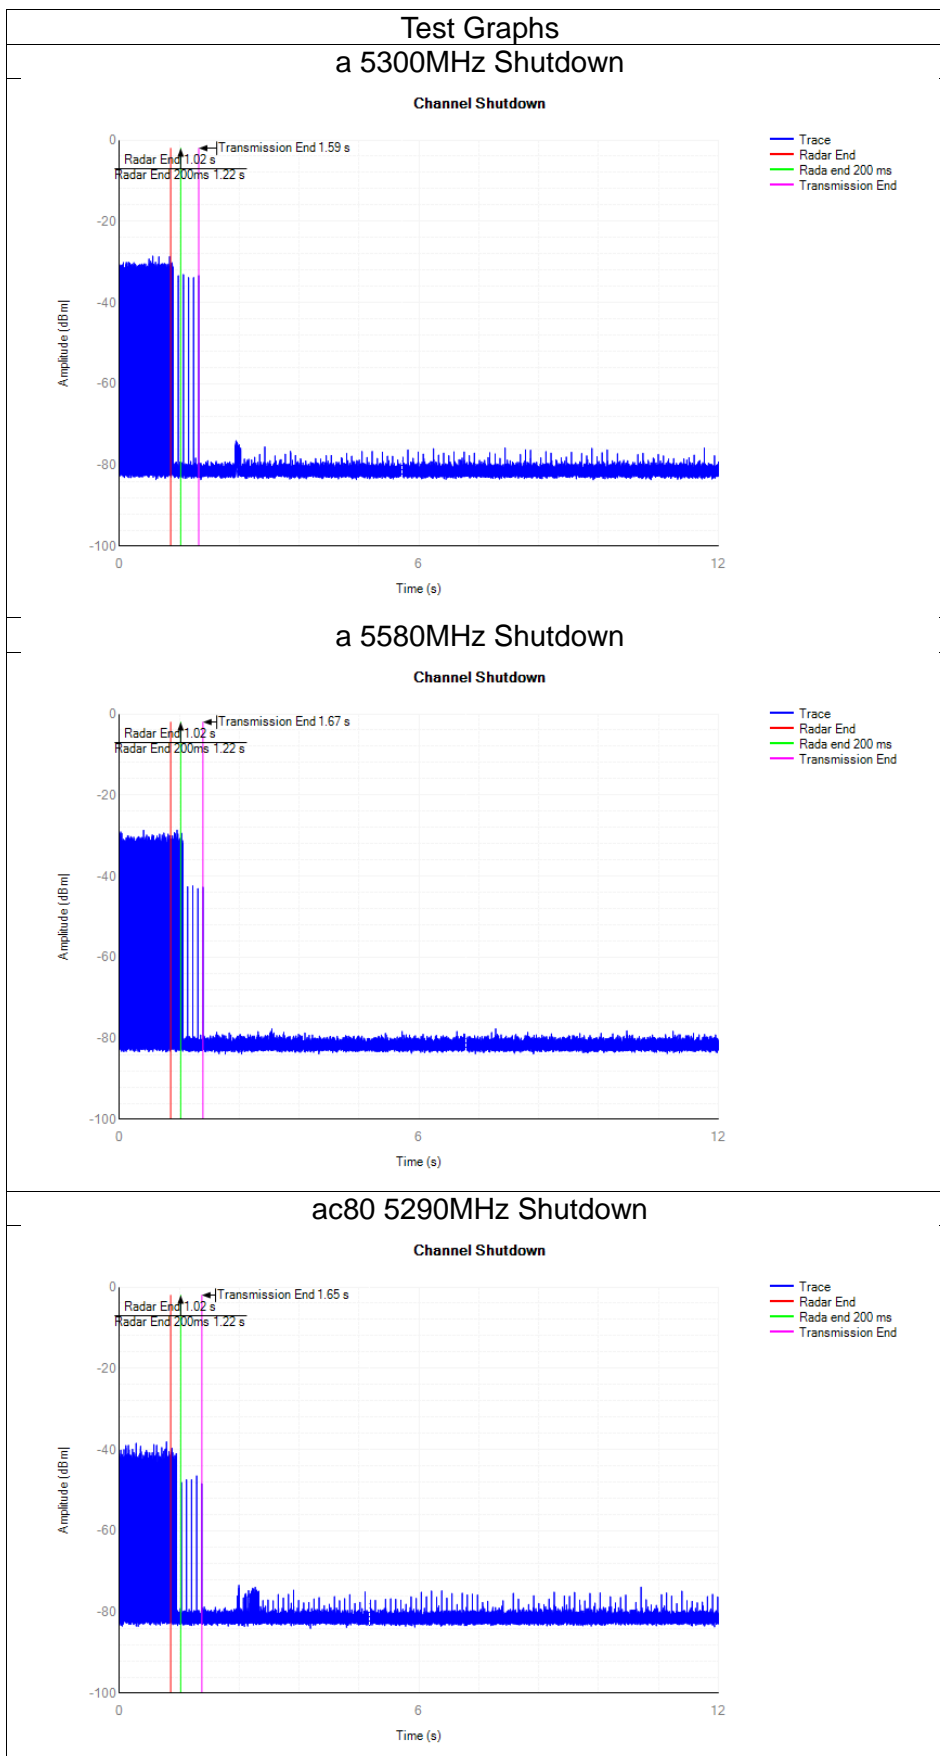 Test Graphs
a 5300MHz Shutdown
Channel Shutdown
0
Transmission End 1.59 s
Radar End 1.02 s
Radar End 200ms 1.22 s
Trace
Radar End
Rada end 200 ms
Transmission End
-20
-40
Amplitude (dBm|
-60
-80
-100
0
6
12
Time (s)
a 5580MHz Shutdown
Channel Shutdown
0
Transmission End 1.67 s
Radar End 1.02 s
Radar End 200ms 1.22 s
Trace
Radar End
Rada end 200 ms
Transmission End
-20
-40
Amplitude (dBm|
-60
-80
-100
0
6
12
Time (s)
ac80 5290MHz Shutdown
Channel Shutdown
0
Transmission End 1.65 s
Radar End 1.02 s
Radar End 200ms 1.22 s
Trace
Radar End
Rada end 200 ms
Transmission End
-20
-40
Amplitude (dBm|
-60
-80
-100
0
6
12
Time (s)